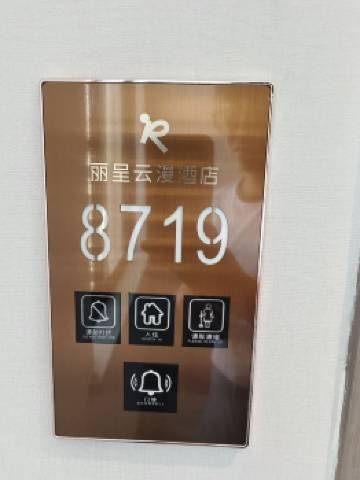 丽呈云漫酒店
8719
请勿打扰
入住
请即清理
门铃